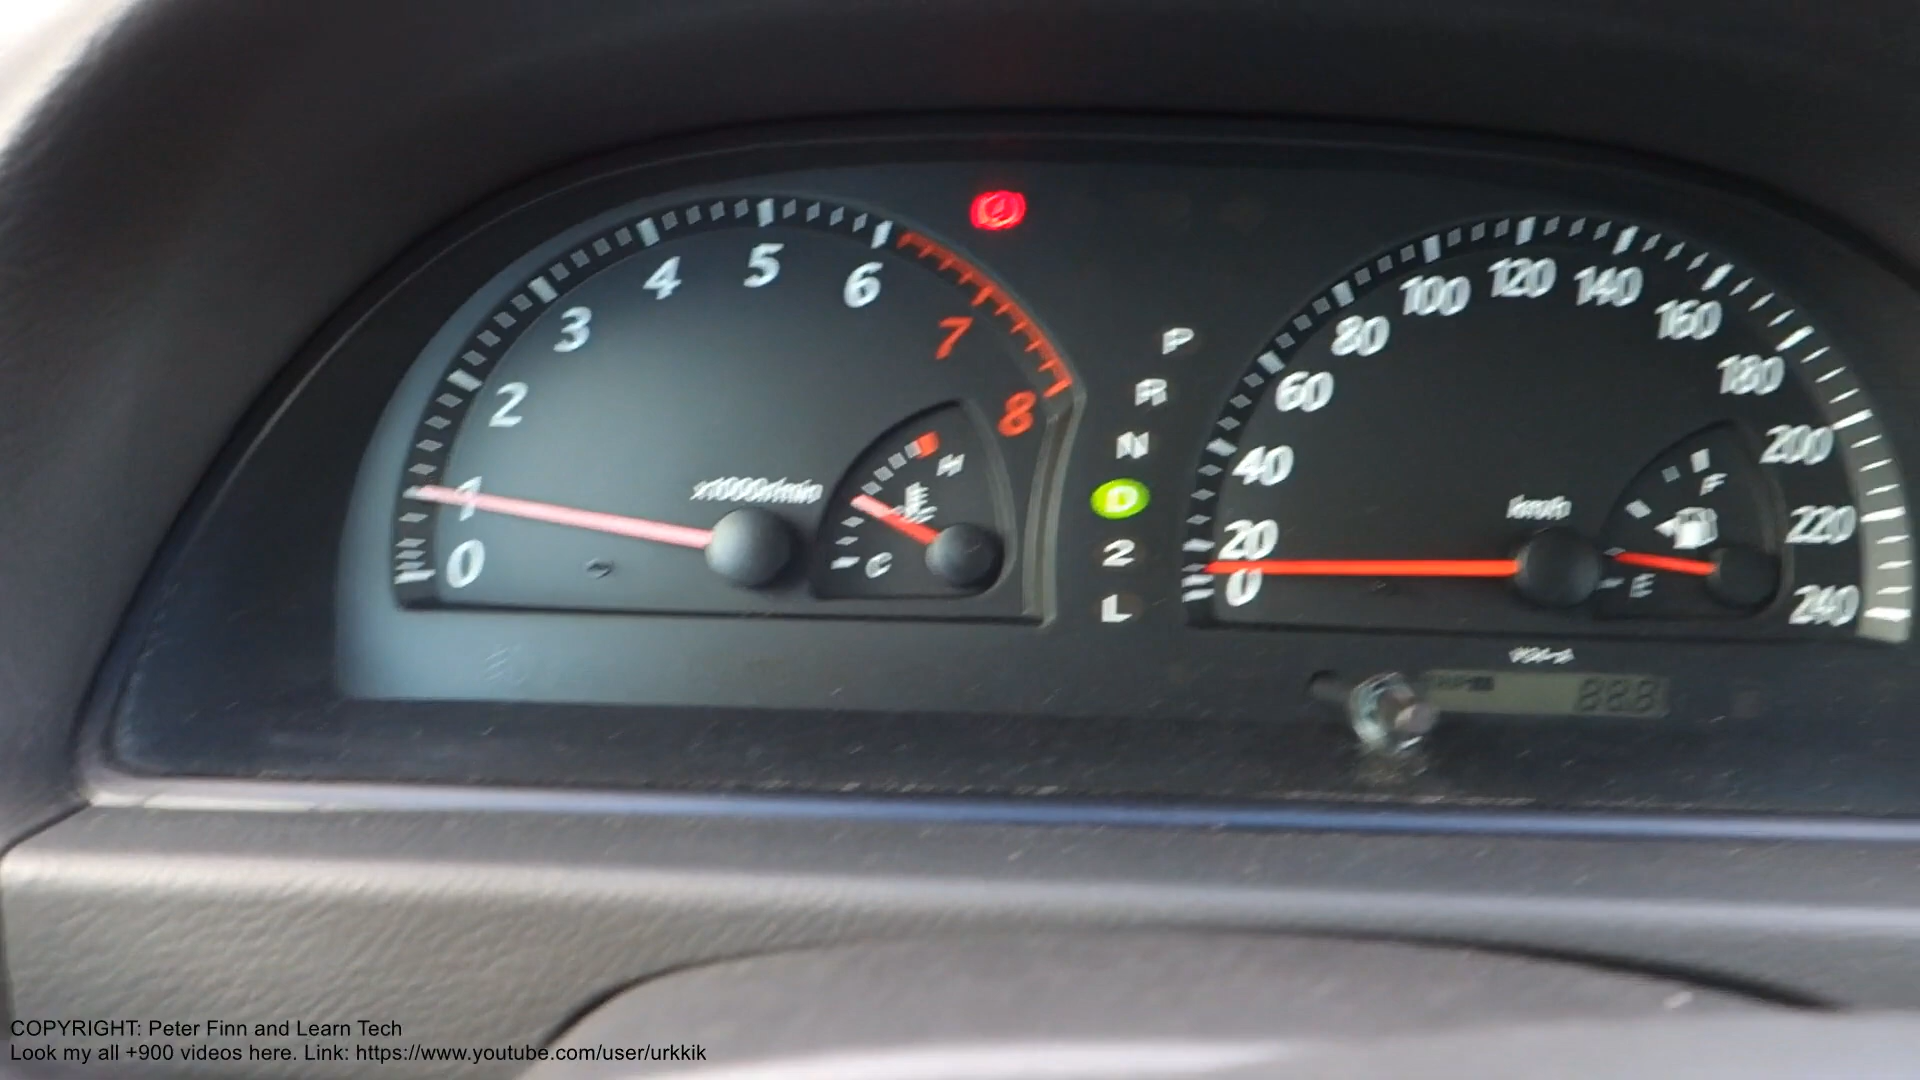 0
1
2
3
4
5
6
7
8
x1000r/min
H
C
P
R
N
D
2
L
0
20
40
60
80
100
120
140
160
180
200
220
240
km/h
F
E
COPYRIGHT: Peter Finn and Learn Tech
Look my all +900 videos here. Link: https://www.youtube.com/user/urkkik